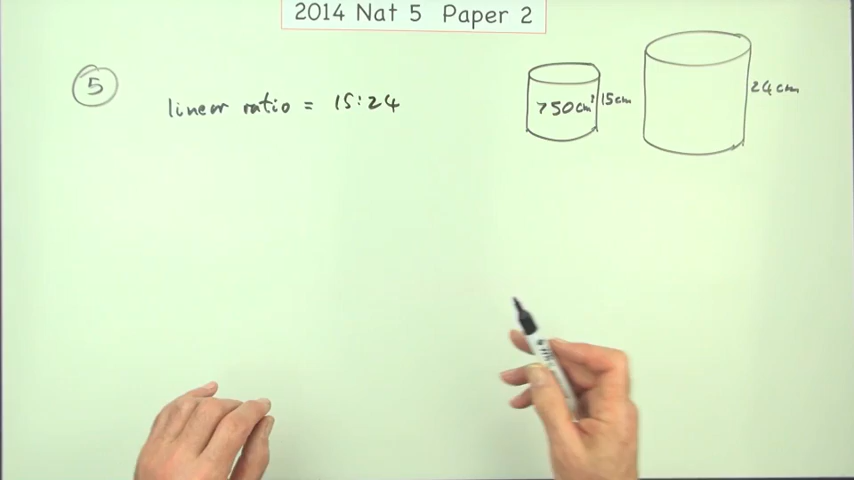 2014 Nat 5 Paper 2
5
linear ratio = 15:24
750cm³
15cm
24cm